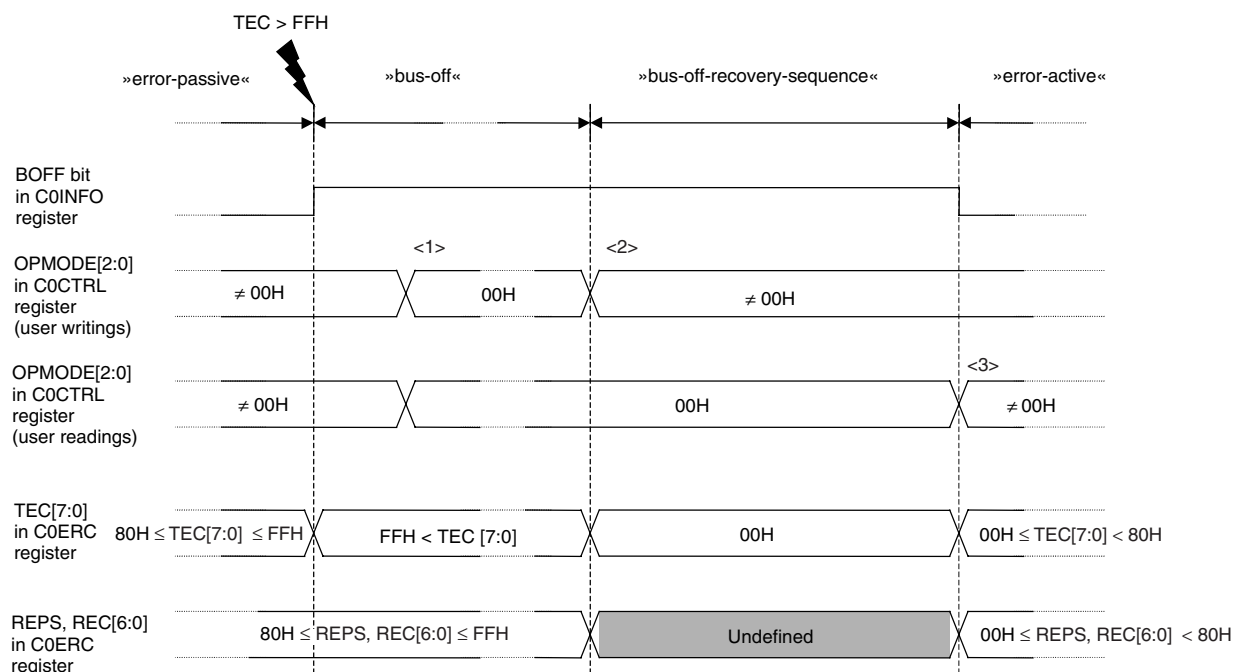 TEC > FFH
»error-passive«
»bus-off«
»bus-off-recovery-sequence«
»error-active«
BOFF bit
in C0INFO
register
<1>
<2>
OPMODE[2:0]
in C0CTRL
register
(user writings)
≠ 00H
00H
≠ 00H
<3>
OPMODE[2:0]
in C0CTRL
register
(user readings)
≠ 00H
00H
≠ 00H
TEC[7:0]
in C0ERC
register
80H ≤ TEC[7:0] ≤ FFH
FFH < TEC [7:0]
00H
00H ≤ TEC[7:0] < 80H
REPS, REC[6:0]
in C0ERC
register
80H ≤ REPS, REC[6:0] ≤ FFH
Undefined
00H ≤ REPS, REC[6:0] < 80H